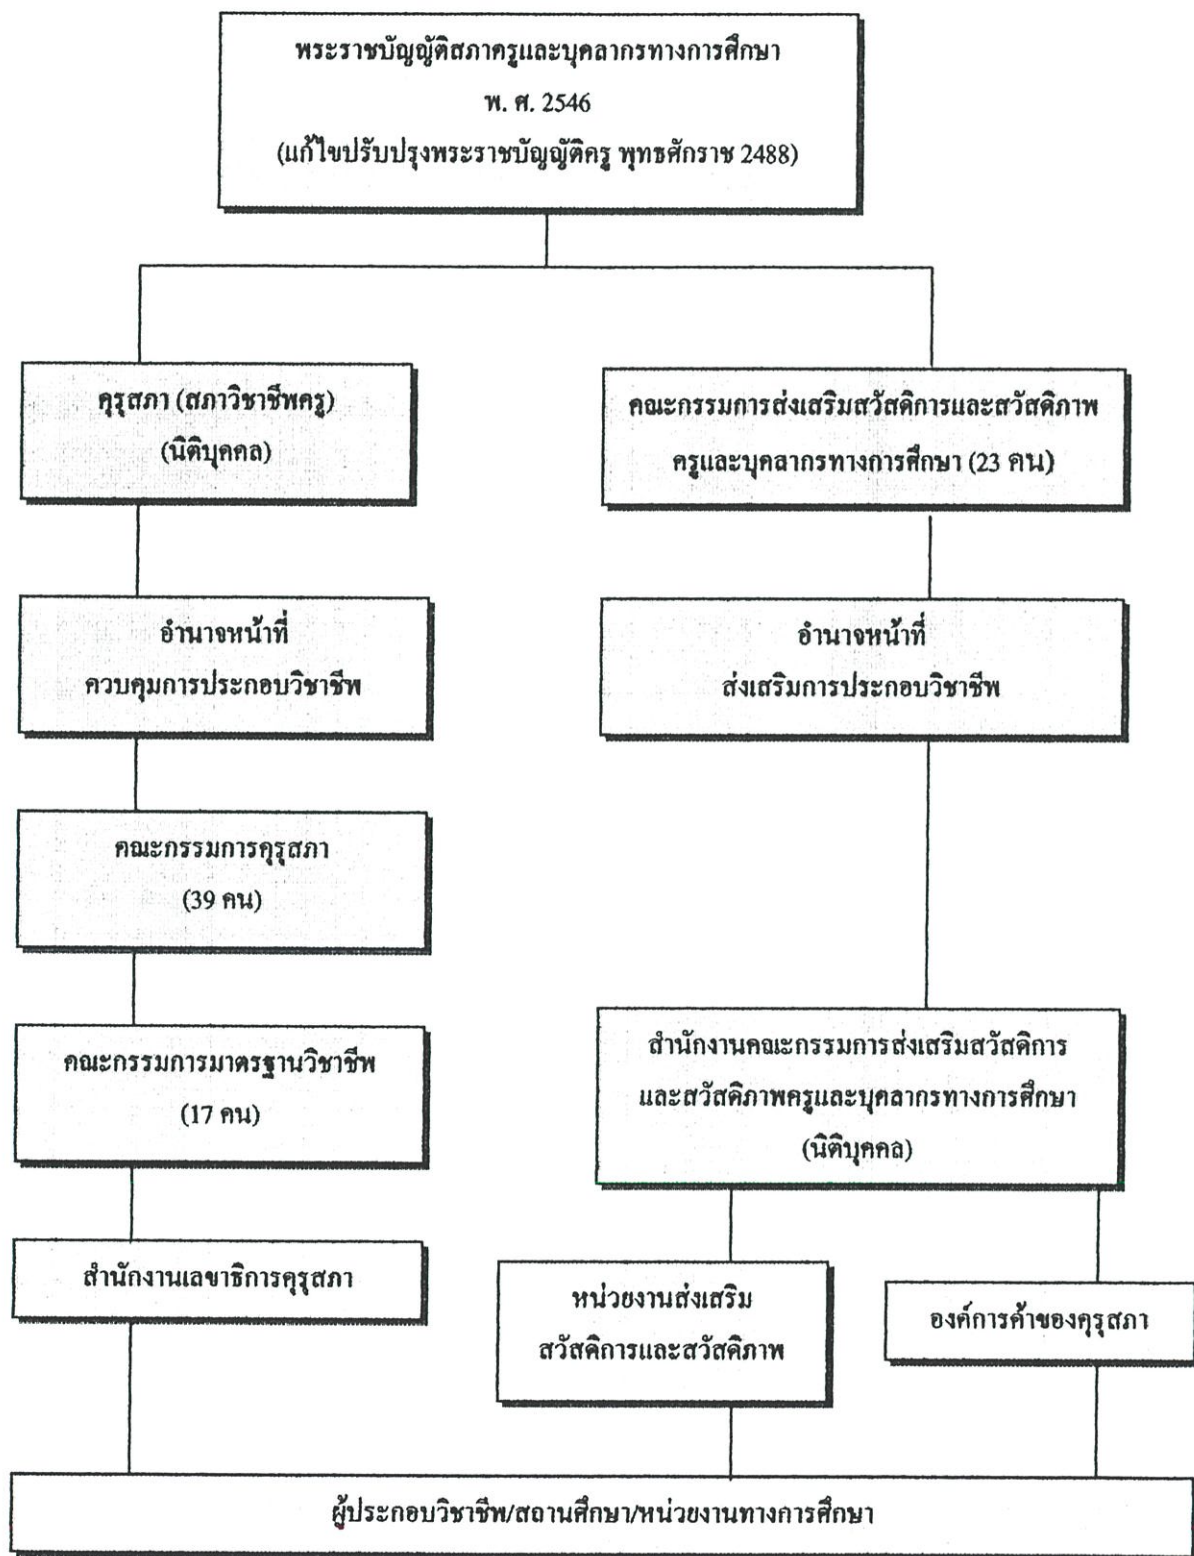 พระราชบัญญัติสภาครูและบุคลากรทางการศึกษา
พ. ศ. 2546
(แก้ไขปรับปรุงพระราชบัญญัติครู พุทธศักราช 2488)
คุรุสภา (สภาวิชาชีพครู)
(นิติบุคคล)
คณะกรรมการส่งเสริมสวัสดิการและสวัสดิภาพ
ครูและบุคลากรทางการศึกษา (23 คน)
อำนาจหน้าที่
ควบคุมการประกอบวิชาชีพ
อำนาจหน้าที่
ส่งเสริมการประกอบวิชาชีพ
คณะกรรมการคุรุสภา
(39 คน)
คณะกรรมการมาตรฐานวิชาชีพ
(17 คน)
สำนักงานคณะกรรมการส่งเสริมสวัสดิการ
และสวัสดิภาพครูและบุคลากรทางการศึกษา
(นิติบุคคล)
สำนักงานเลขาธิการคุรุสภา
หน่วยงานส่งเสริม
สวัสดิการและสวัสดิภาพ
องค์การค้าของคุรุสภา
ผู้ประกอบวิชาชีพ/สถานศึกษา/หน่วยงานทางการศึกษา